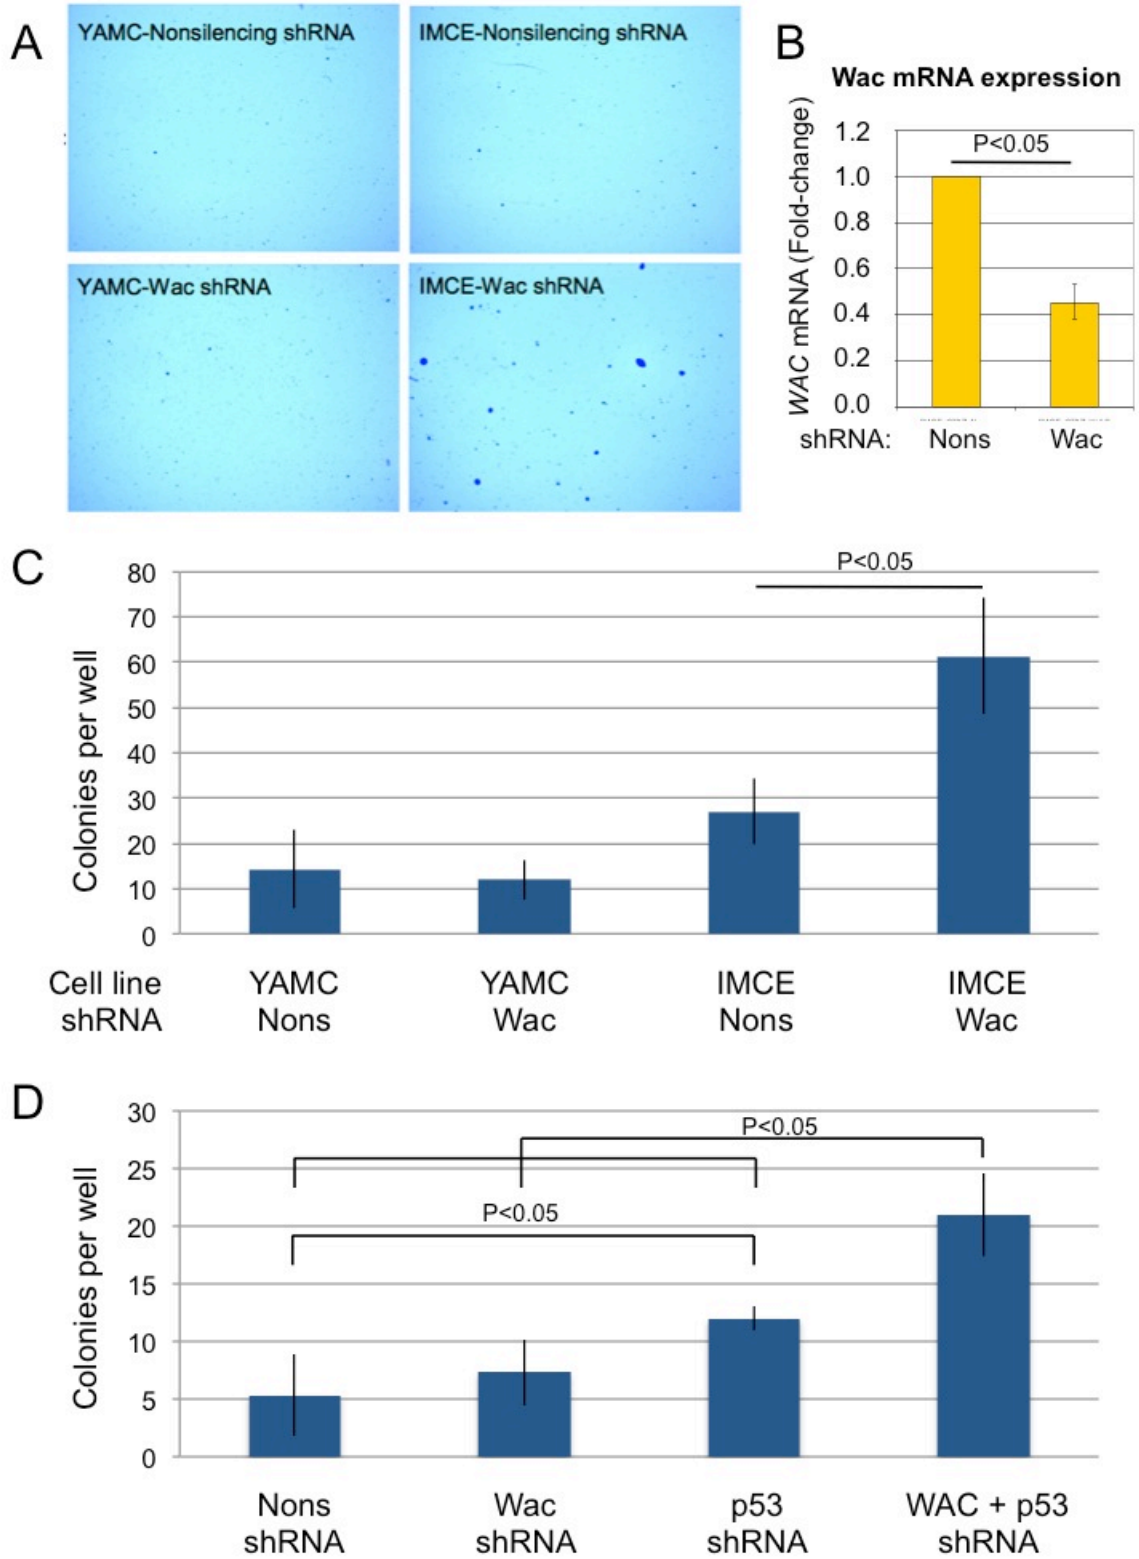 A
YAMC-Nonsilencing shRNA
IMCE-Nonsilencing shRNA
YAMC-Wac shRNA
IMCE-Wac shRNA
B
Wac mRNA expression
WAC mRNA (Fold-change)
1.2
1.0
0.8
0.6
0.4
0.2
0.0
P<0.05
shRNA: Nons Wac
C
Colonies per well
80
70
60
50
40
30
20
10
0
P<0.05
Cell line YAMC YAMC IMCE IMCE
shRNA Nons Wac Nons Wac
D
Colonies per well
30
25
20
15
10
5
0
P<0.05
P<0.05
Nons Wac p53 WAC + p53
shRNA shRNA shRNA shRNA